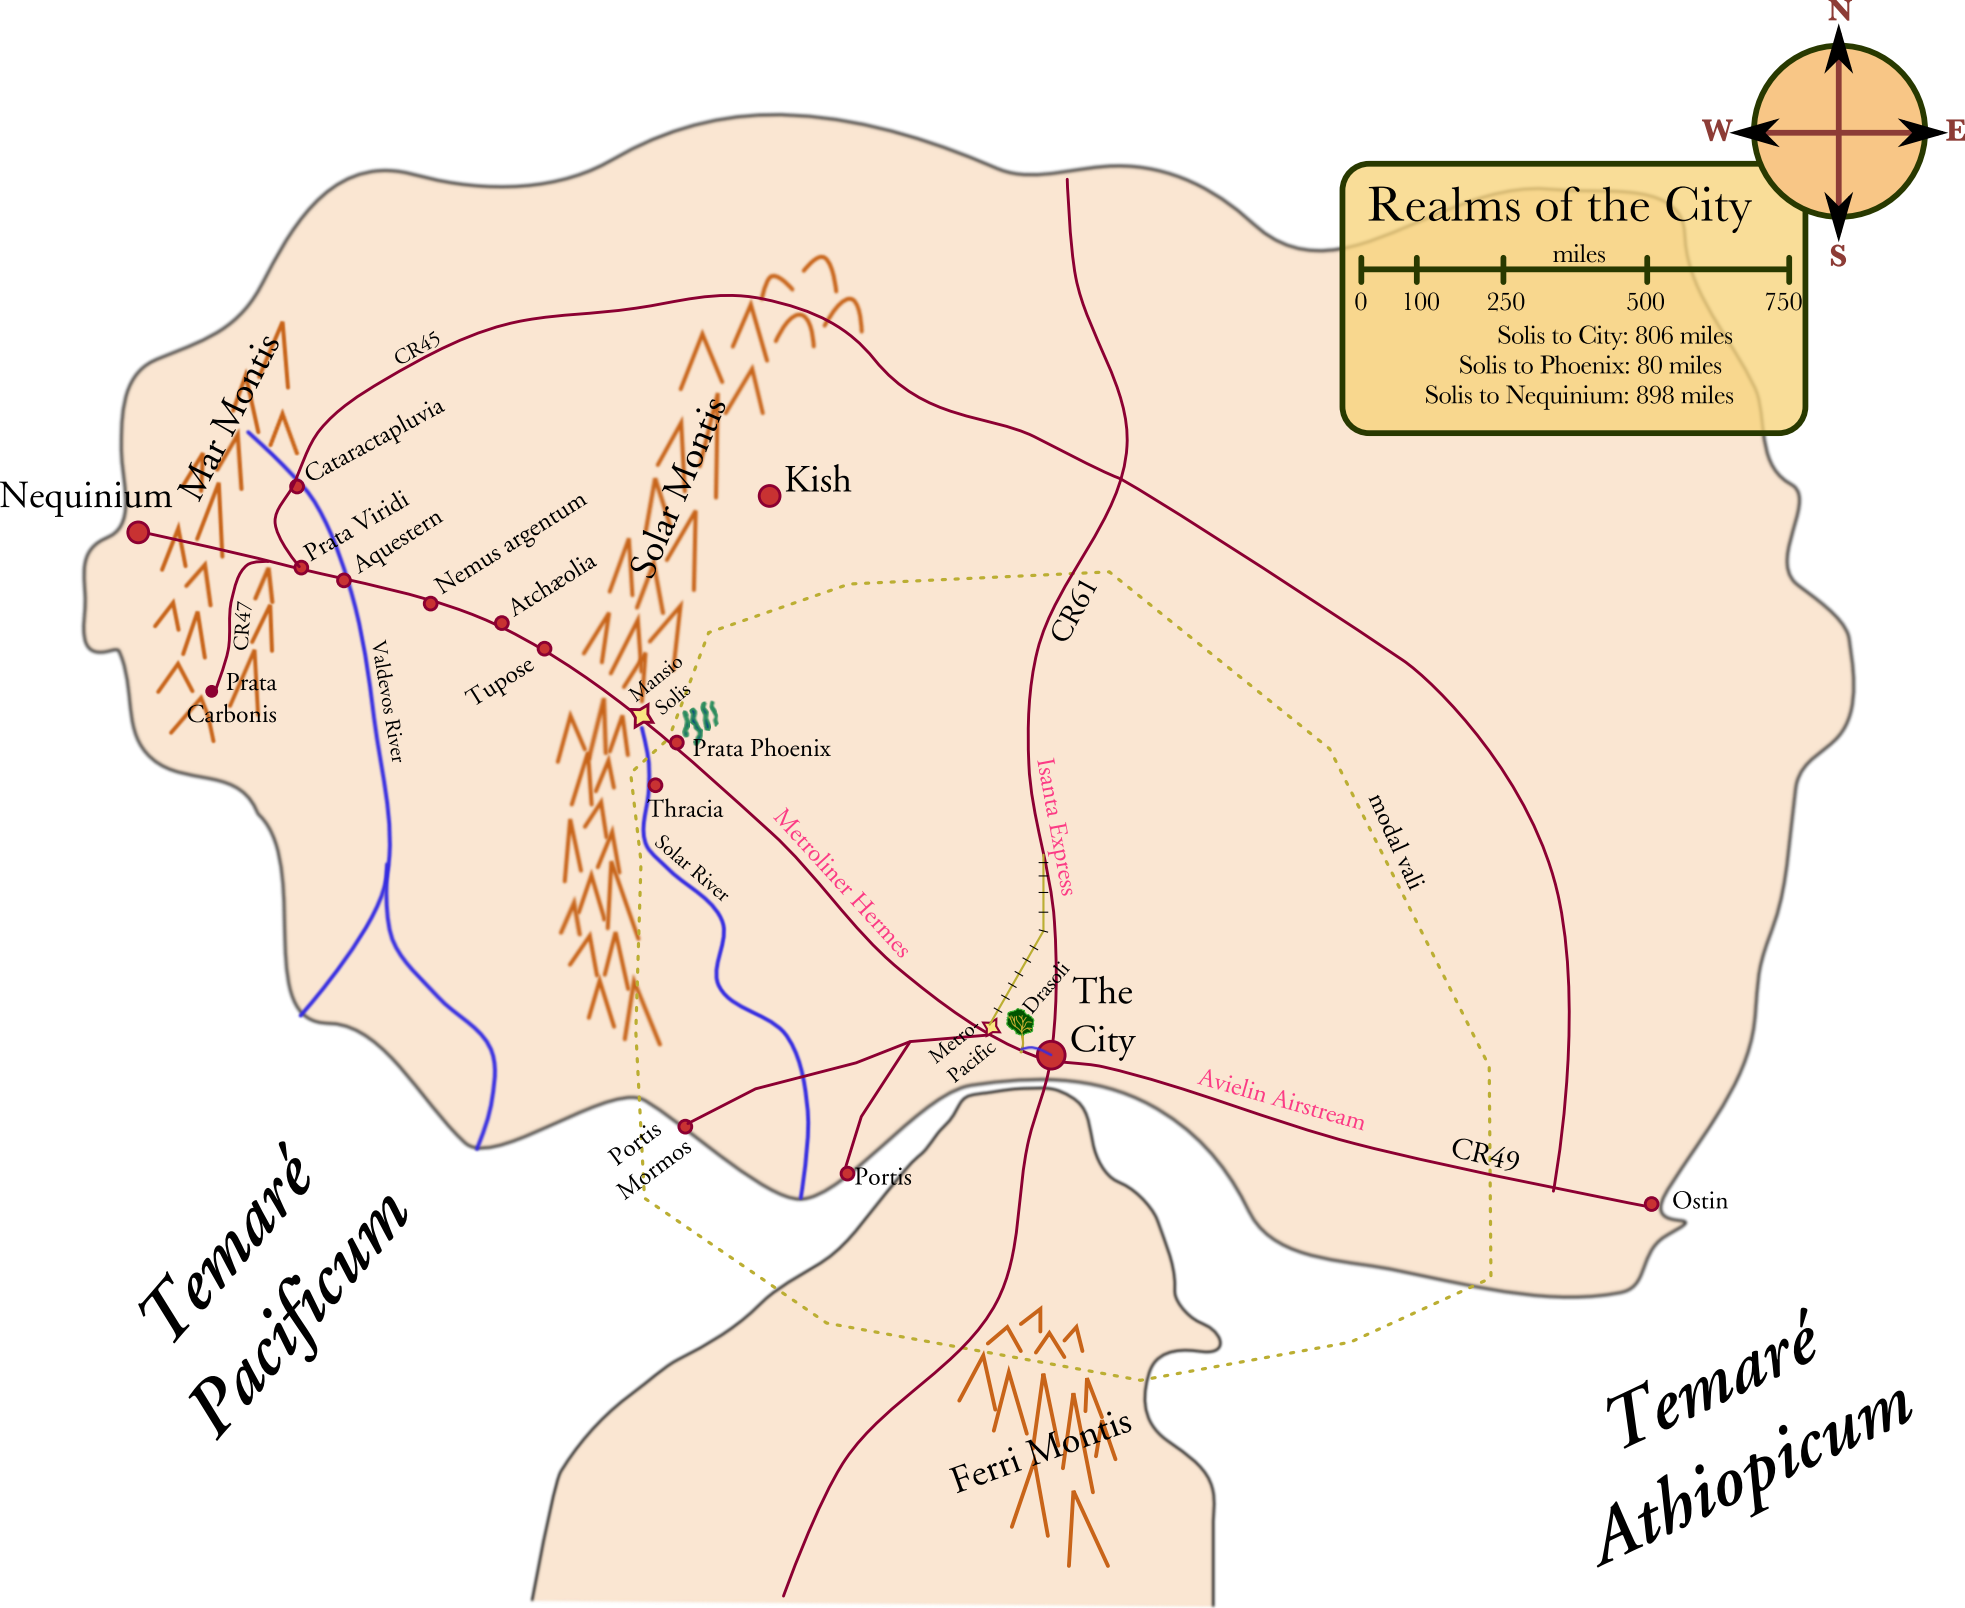 N
W
E
S
Realms of the City
miles
0 100 250 500 750
Solis to City: 806 miles
Solis to Phoenix: 80 miles
Solis to Nequinium: 898 miles
CR45
Mar Montis
Cataractapluvia
Nequinium
Prata Viridi
Aquestern
Nemus argentum
Atchæolia
Tupose
Solar Montis
Kish
CR47
Prata
Carbonis
Valdevos River
Mansio
Solis
Prata Phoenix
Thracia
Solar River
Metroliner Hermes
CR61
Isanta Express
modal vali
Drasoli
The
City
Metro-
Pacific
Avielin Airstream
CR49
Ostin
Portis
Mormos
Portis
Temaré
Pacificum
Ferri Montis
Temaré
Athiopicum